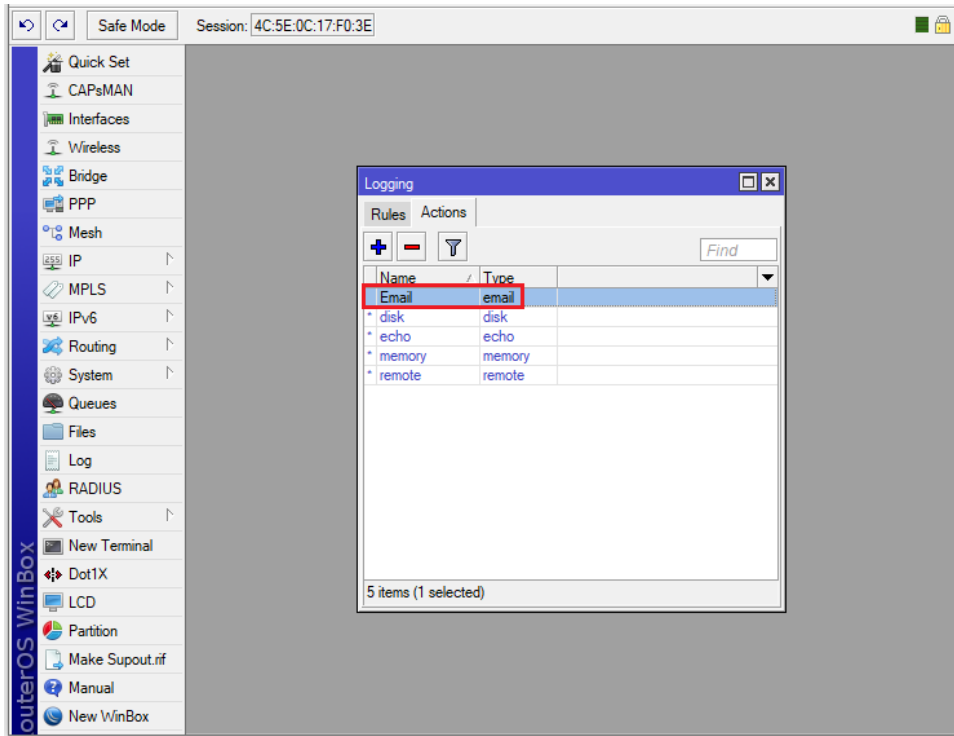 Safe Mode Session: 4C:5E:0C:17:F0:3E
Quick Set
CAPsMAN
Interfaces
Wireless
Bridge
PPP
Mesh
255 IP
MPLS
v6 IPv6
Routing
System
Queues
Files
Log
RADIUS
Tools
New Terminal
Dot1X
LCD
Partition
Make Supout.rif
Manual
New WinBox
outerOS WinBox
Logging
Rules Actions
Find
Name / Type
Email email
* disk disk
* echo echo
* memory memory
* remote remote
5 items (1 selected)